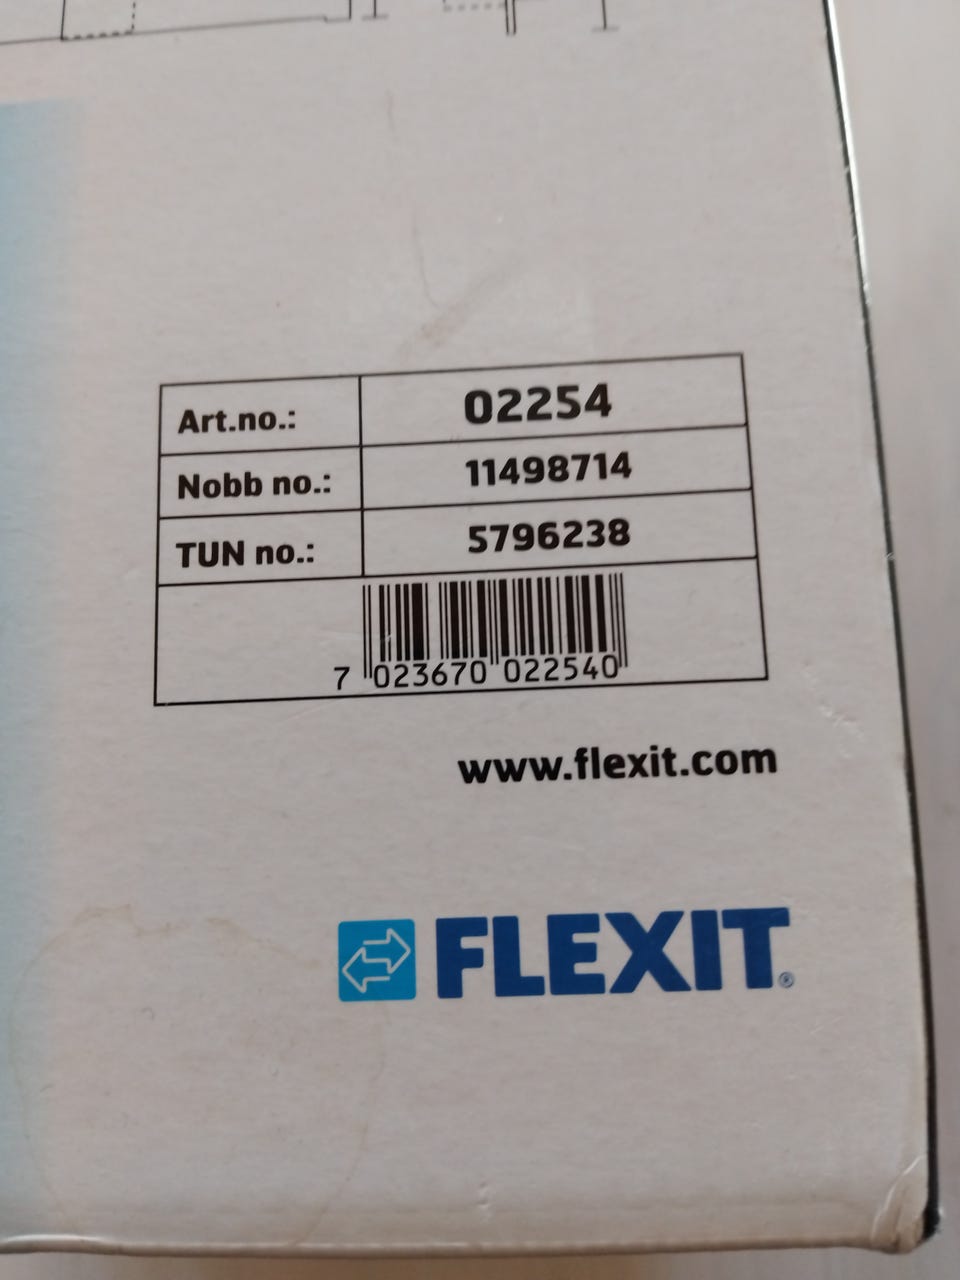 Art.no.: 02254
Nobb no.: 11498714
TUN no.: 5796238
7 023670 022540
www.flexit.com
FLEXIT®